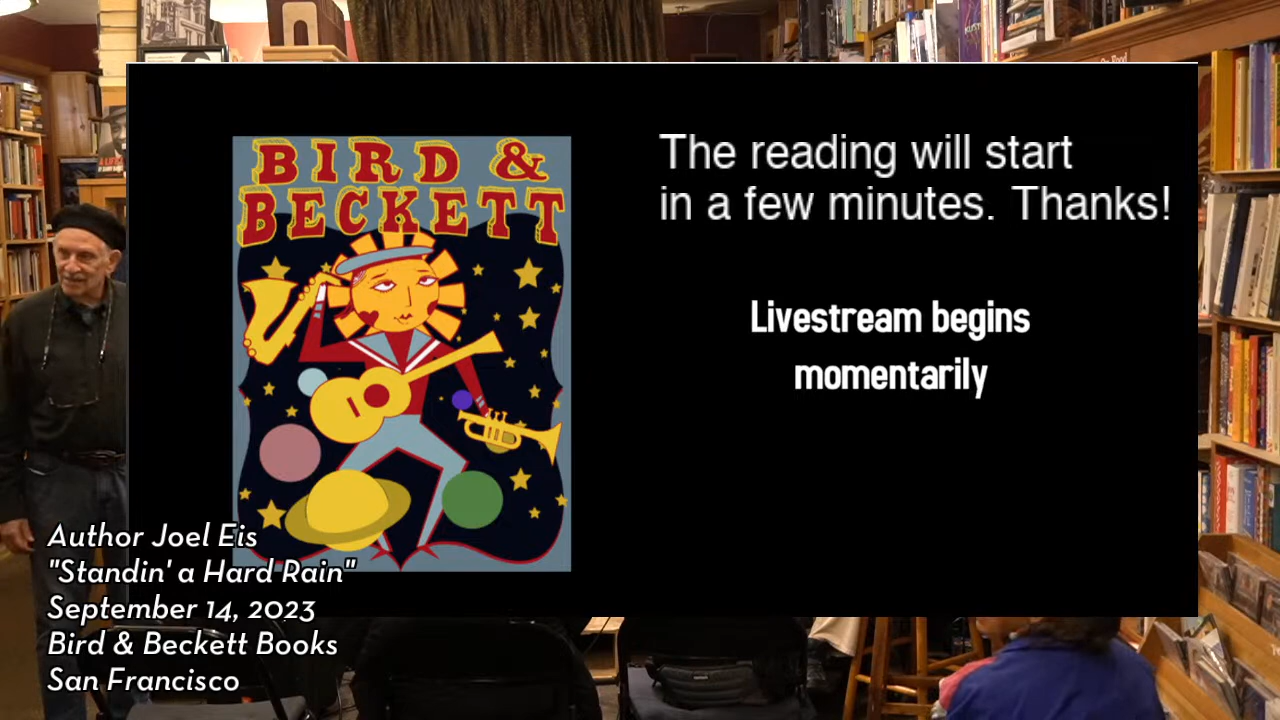 BIRD &
BECKETT
The reading will start
in a few minutes. Thanks!
Livestream begins
momentarily
Author Joel Eis
"Standin' a Hard Rain"
September 14, 2023
Bird & Beckett Books
San Francisco